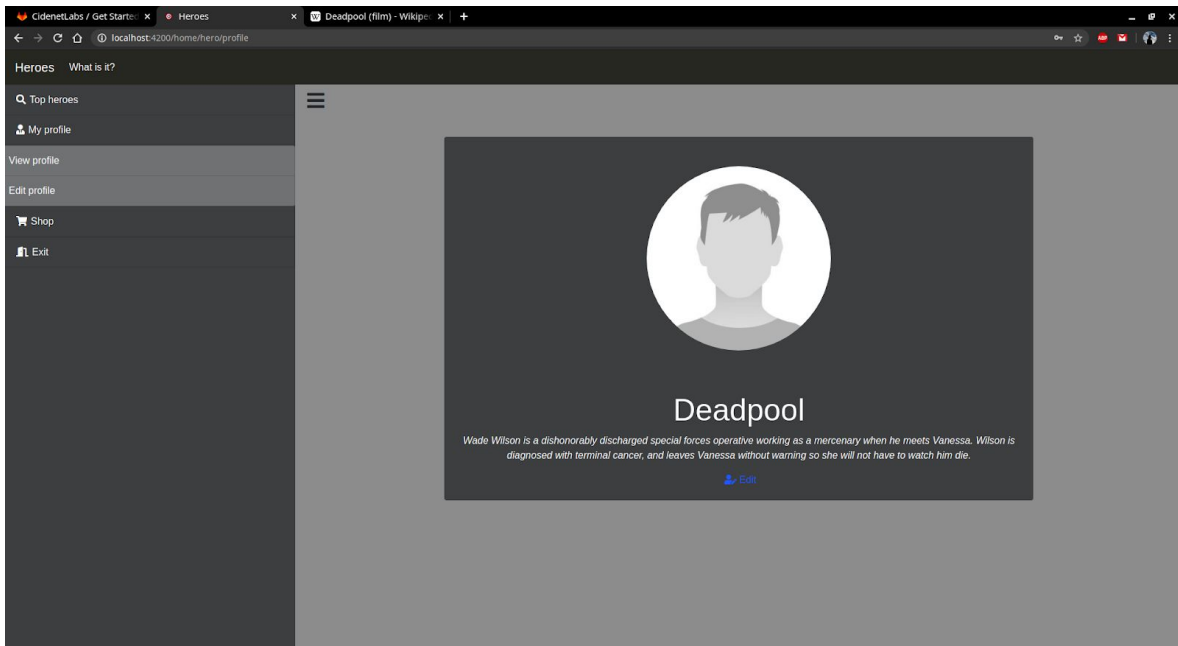 CidenetLabs / Get Started
Heroes
Deadpool (film) - Wikiped
localhost:4200/home/hero/profile
ABP
Heroes What is it?
Top heroes
My profile
View profile
Edit profile
Shop
Exit
Deadpool
Wade Wilson is a dishonorably discharged special forces operative working as a mercenary when he meets Vanessa. Wilson is
diagnosed with terminal cancer, and leaves Vanessa without warning so she will not have to watch him die.
Edit